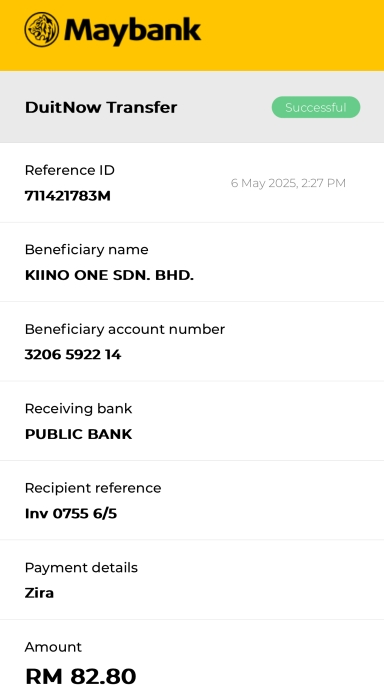 Maybank
DuitNow Transfer
Successful
Reference ID
711421783M
6 May 2025, 2:27 PM
Beneficiary name
KIINO ONE SDN. BHD.
Beneficiary account number
3206 5922 14
Receiving bank
PUBLIC BANK
Recipient reference
Inv 0755 6/5
Payment details
Zira
Amount
RM 82.80